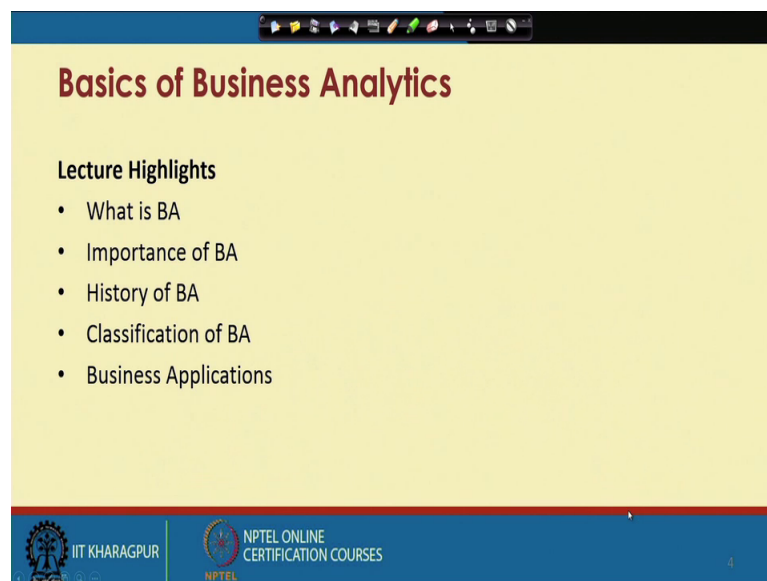 Basics of Business Analytics
Lecture Highlights
• What is BA
• Importance of BA
• History of BA
• Classification of BA
• Business Applications
IIT KHARAGPUR
NPTEL
NPTEL ONLINE
CERTIFICATION COURSES
4